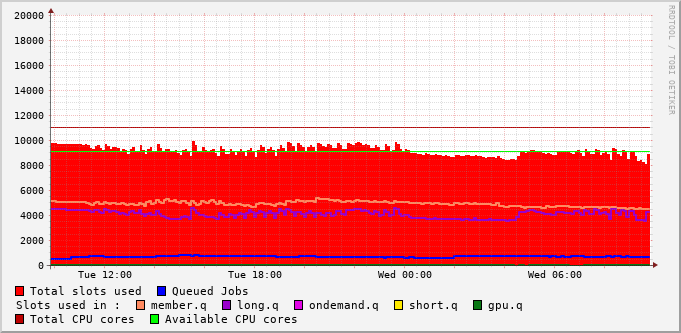 20000
18000
16000
14000
12000
10000
8000
6000
4000
2000
0
Tue 12:00 Tue 18:00 Wed 00:00 Wed 06:00
RRDTOOL / TOBI OETIKER
Total slots used Queued Jobs
Slots used in : member.q long.q ondemand.q short.q gpu.q
Total CPU cores Available CPU cores